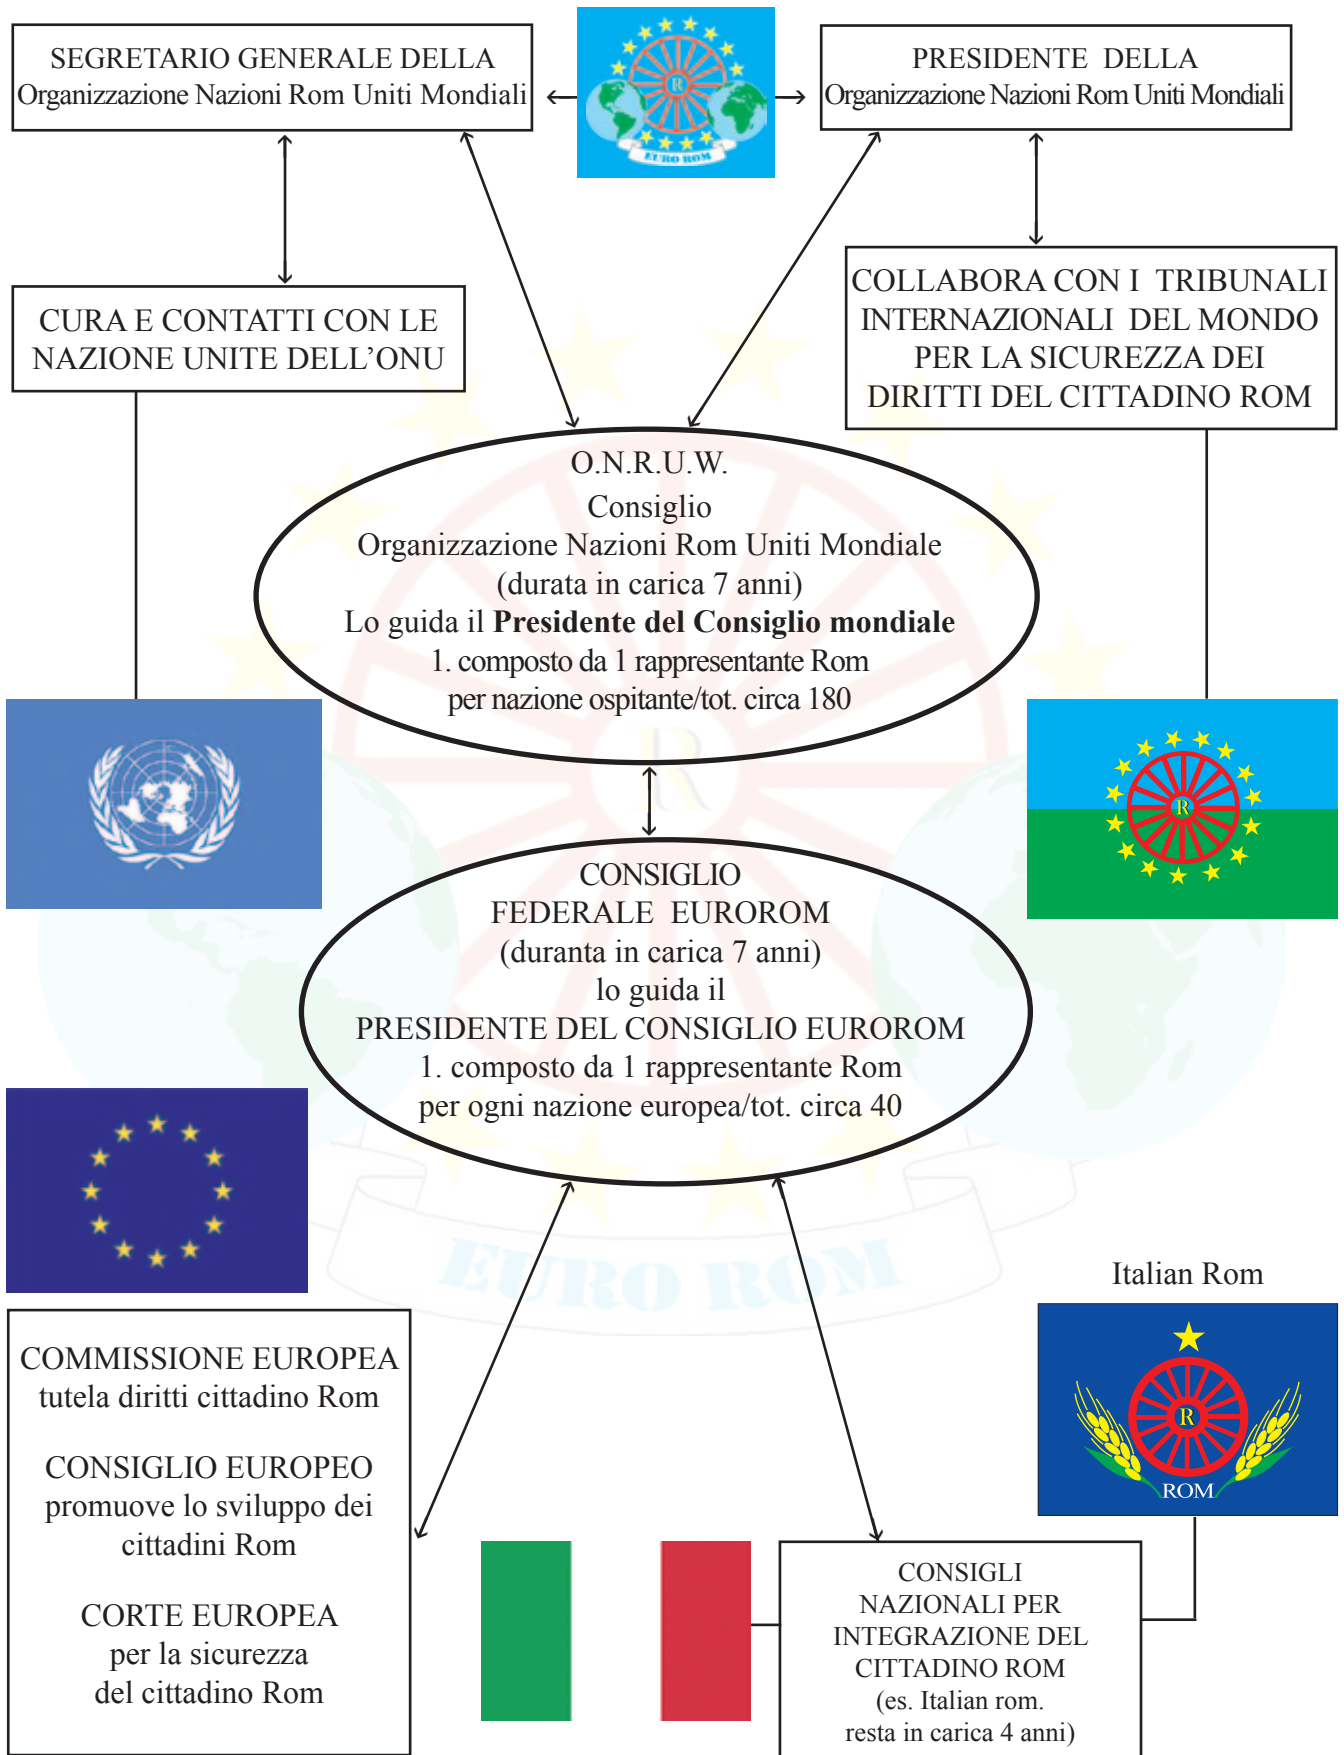 SEGRETARIO GENERALE DELLA
Organizzazione Nazioni Rom Uniti Mondiali
R
EURO ROM
PRESIDENTE DELLA
Organizzazione Nazioni Rom Uniti Mondiali
CURA E CONTATTI CON LE
NAZIONE UNITE DELL'ONU
COLLABORA CON I TRIBUNALI
INTERNAZIONALI DEL MONDO
PER LA SICUREZZA DEI
DIRITTI DEL CITTADINO ROM
O.N.R.U.W.
Consiglio
Organizzazione Nazioni Rom Uniti Mondiale
(durata in carica 7 anni)
Lo guida il Presidente del Consiglio mondiale
1. composto da 1 rappresentante Rom
per nazione ospitante/tot. circa 180
R
R
CONSIGLIO
FEDERALE EUROROM
(duranta in carica 7 anni)
lo guida il
PRESIDENTE DEL CONSIGLIO EUROROM
1. composto da 1 rappresentante Rom
per ogni nazione europea/tot. circa 40
EURO ROM
Italian Rom
R
ROM
COMMISSIONE EUROPEA
tutela diritti cittadino Rom
CONSIGLIO EUROPEO
promuove lo sviluppo dei
cittadini Rom
CORTE EUROPEA
per la sicurezza
del cittadino Rom
CONSIGLI
NAZIONALI PER
INTEGRAZIONE DEL
CITTADINO ROM
(es. Italian rom.
resta in carica 4 anni)